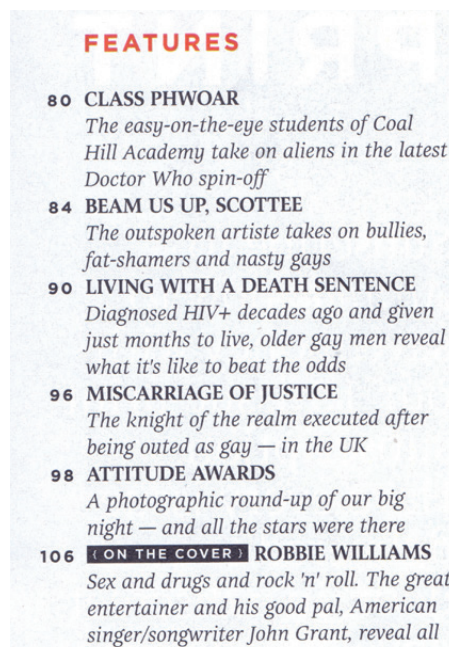 FEATURES
80 CLASS PHWOAR
The easy-on-the-eye students of Coal
Hill Academy take on aliens in the latest
Doctor Who spin-off
84 BEAM US UP, SCOTTEE
The outspoken artiste takes on bullies,
fat-shamers and nasty gays
90 LIVING WITH A DEATH SENTENCE
Diagnosed HIV+ decades ago and given
just months to live, older gay men reveal
what it's like to beat the odds
96 MISCARRIAGE OF JUSTICE
The knight of the realm executed after
being outed as gay — in the UK
98 ATTITUDE AWARDS
A photographic round-up of our big
night — and all the stars were there
106 {ON THE COVER} ROBBIE WILLIAMS
Sex and drugs and rock 'n' roll. The great
entertainer and his good pal, American
singer/songwriter John Grant, reveal all